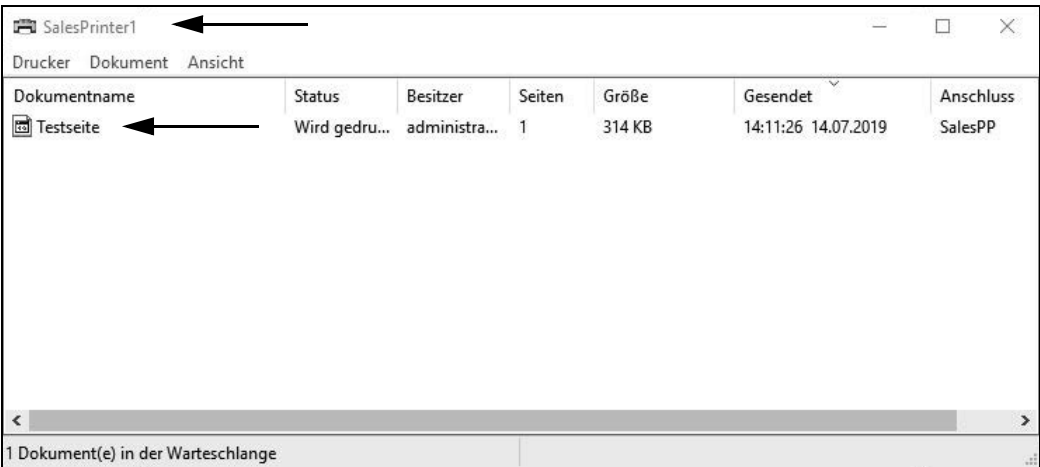 SalesPrinter1
Drucker Dokument Ansicht
Dokumentname Status Besitzer Seiten Größe Gesendet Anschluss
Testseite Wird gedru... administra... 1 314 KB 14:11:26 14.07.2019 SalesPP
1 Dokument(e) in der Warteschlange